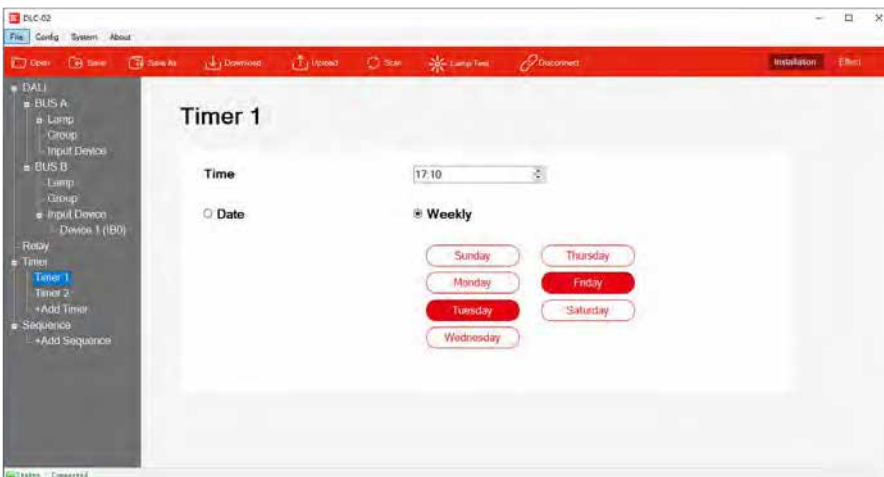 DLC-02
File Config System About
Open Save Save As Download Upload Scan Lamp Test Disconnect Installation Effect
DALI
BUS A
Lamp
Group
Input Device
BUS B
Lamp
Group
Input Device
Device 1 (IB0)
Relay
Timer
Timer 1
Timer 2
+Add Timer
Sequence
+Add Sequence
Timer 1
Time 17:10
Date Weekly
Sunday Thursday
Monday Friday
Tuesday Saturday
Wednesday
Connected